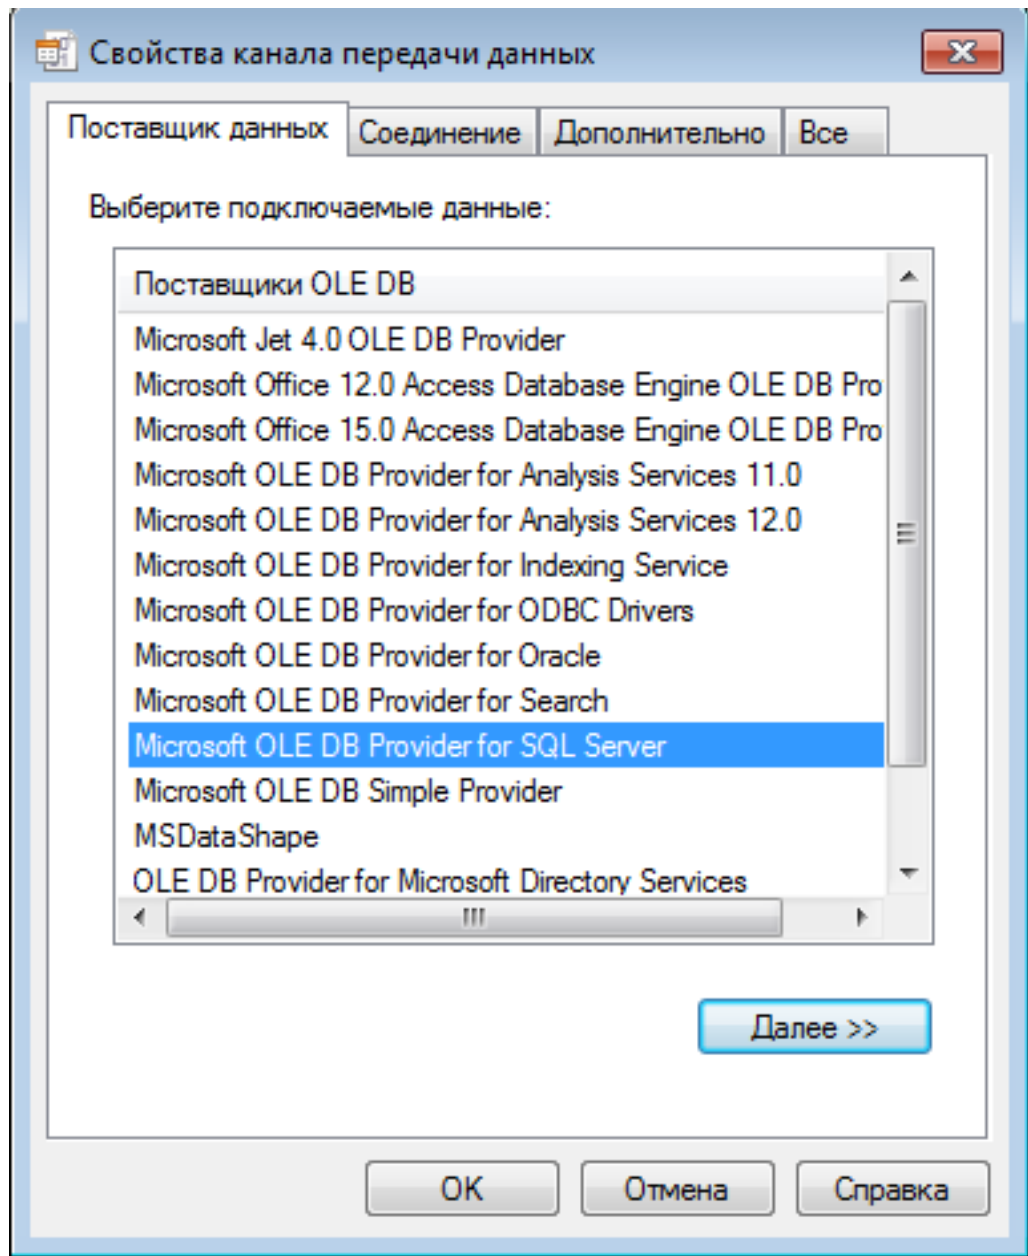 Свойства канала передачи данных
Поставщик данных Соединение Дополнительно Все
Выберите подключаемые данные:
Поставщики OLE DB
Microsoft Jet 4.0 OLE DB Provider
Microsoft Office 12.0 Access Database Engine OLE DB Pro
Microsoft Office 15.0 Access Database Engine OLE DB Pro
Microsoft OLE DB Provider for Analysis Services 11.0
Microsoft OLE DB Provider for Analysis Services 12.0
Microsoft OLE DB Provider for Indexing Service
Microsoft OLE DB Provider for ODBC Drivers
Microsoft OLE DB Provider for Oracle
Microsoft OLE DB Provider for Search
Microsoft OLE DB Provider for SQL Server
Microsoft OLE DB Simple Provider
MSDataShape
OLE DB Provider for Microsoft Directory Services
Далее >>
OK Отмена Справка